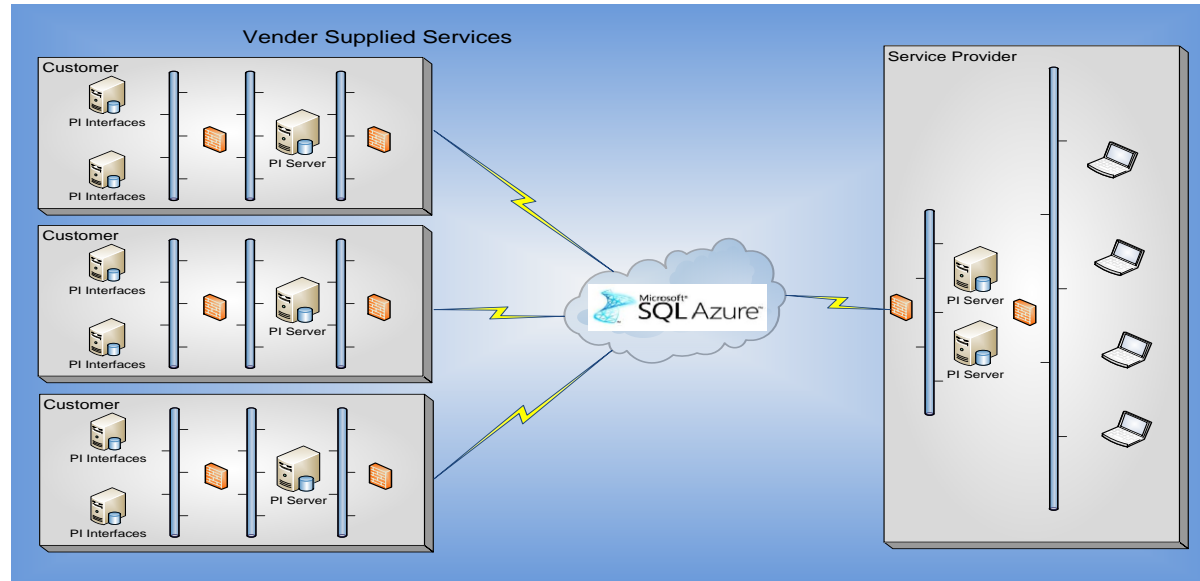 Vender Supplied Services
Customer
PI Interfaces
PI Interfaces
PI Server
Customer
PI Interfaces
PI Interfaces
PI Server
Customer
PI Interfaces
PI Interfaces
PI Server
Microsoft®
SQL Azure™
Service Provider
PI Server
PI Server